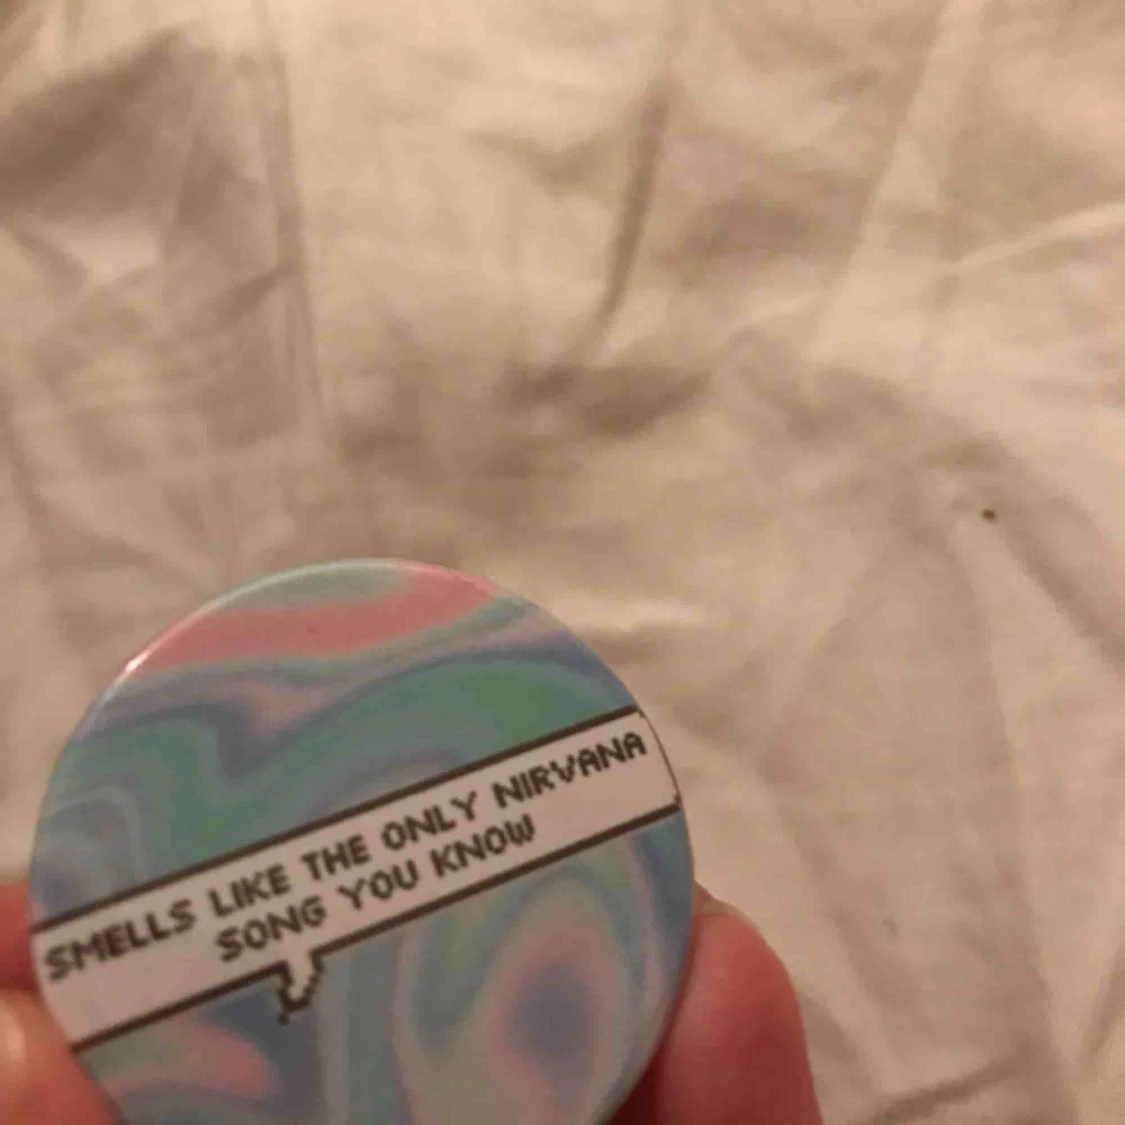 SMELLS LIKE THE ONLY NIRVANA
SONG YOU KNOW